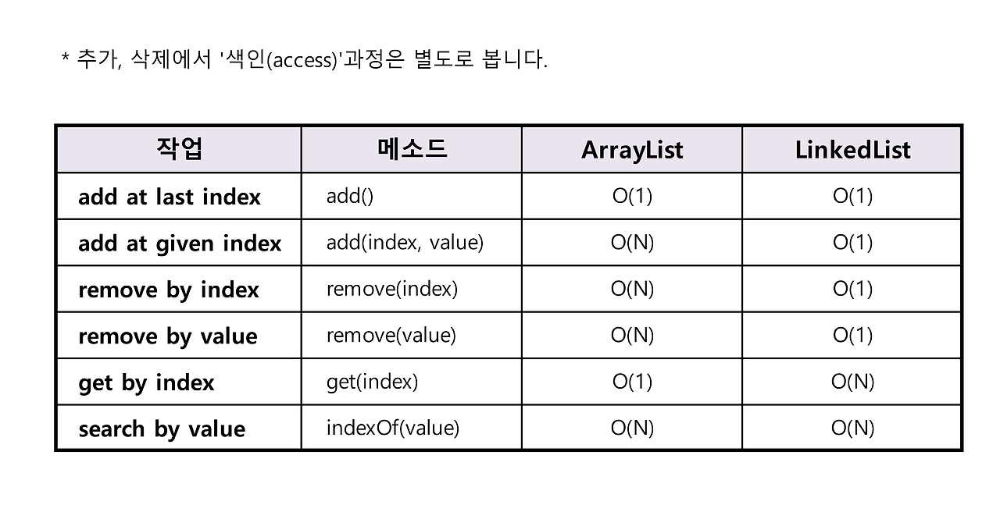 * 추가, 삭제에서 '색인(access)'과정은 별도로 봅니다.
작업 메소드 ArrayList LinkedList
add at last index add() O(1) O(1)
add at given index add(index, value) O(N) O(1)
remove by index remove(index) O(N) O(1)
remove by value remove(value) O(N) O(1)
get by index get(index) O(1) O(N)
search by value indexOf(value) O(N) O(N)